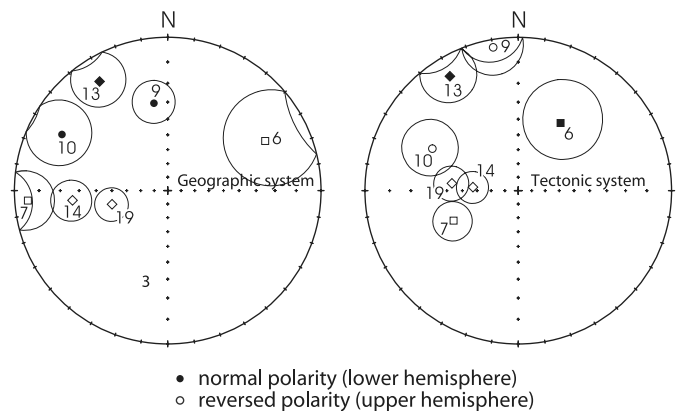 N
N
13
9
6
10
Geographic system
7
14
19
3
9
13
6
10
14
19
Tectonic system
7
normal polarity (lower hemisphere)
reversed polarity (upper hemisphere)